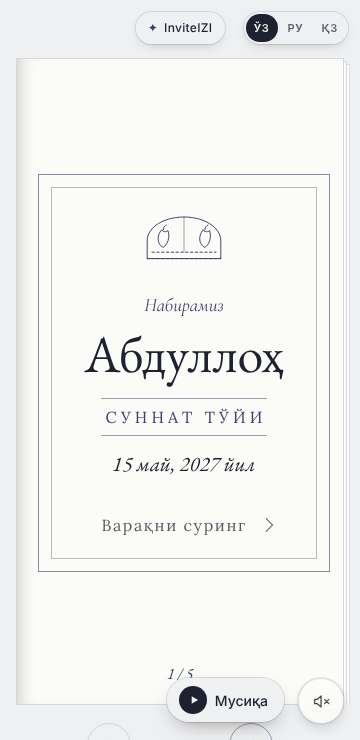 InviteIZI
ЎЗ РУ ҚЗ
Набирамиз
Абдуллоҳ
СУННАТ ТЎЙИ
15 май, 2027 йил
Варақни суринг
1/5
Мусиқа